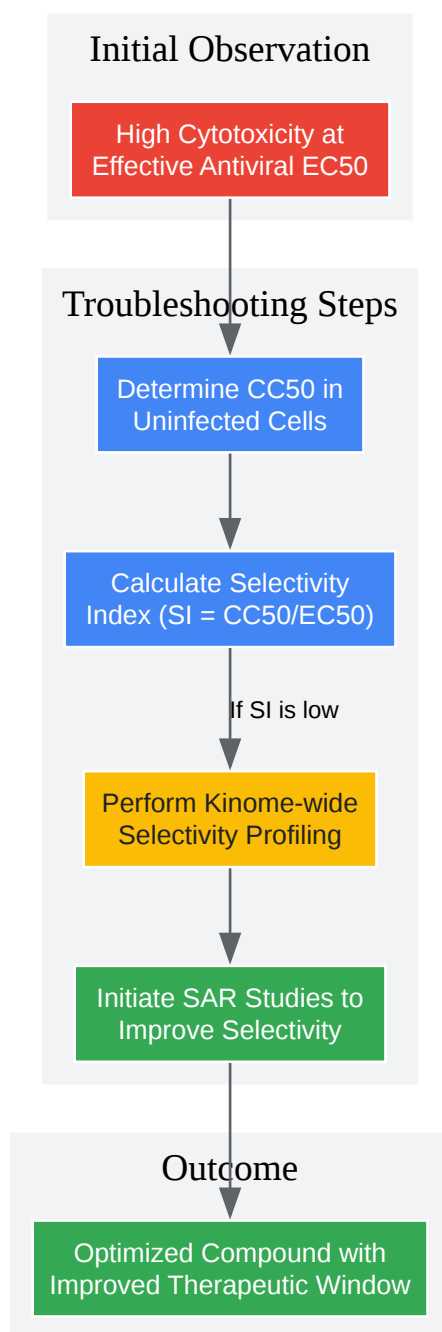 Initial Observation
High Cytotoxicity at
Effective Antiviral EC50
Troubleshooting Steps
Determine CC50 in
Uninfected Cells
Calculate Selectivity
Index (SI = CC50/EC50)
If SI is low
Perform Kinome-wide
Selectivity Profiling
Initiate SAR Studies to
Improve Selectivity
Outcome
Optimized Compound with
Improved Therapeutic Window